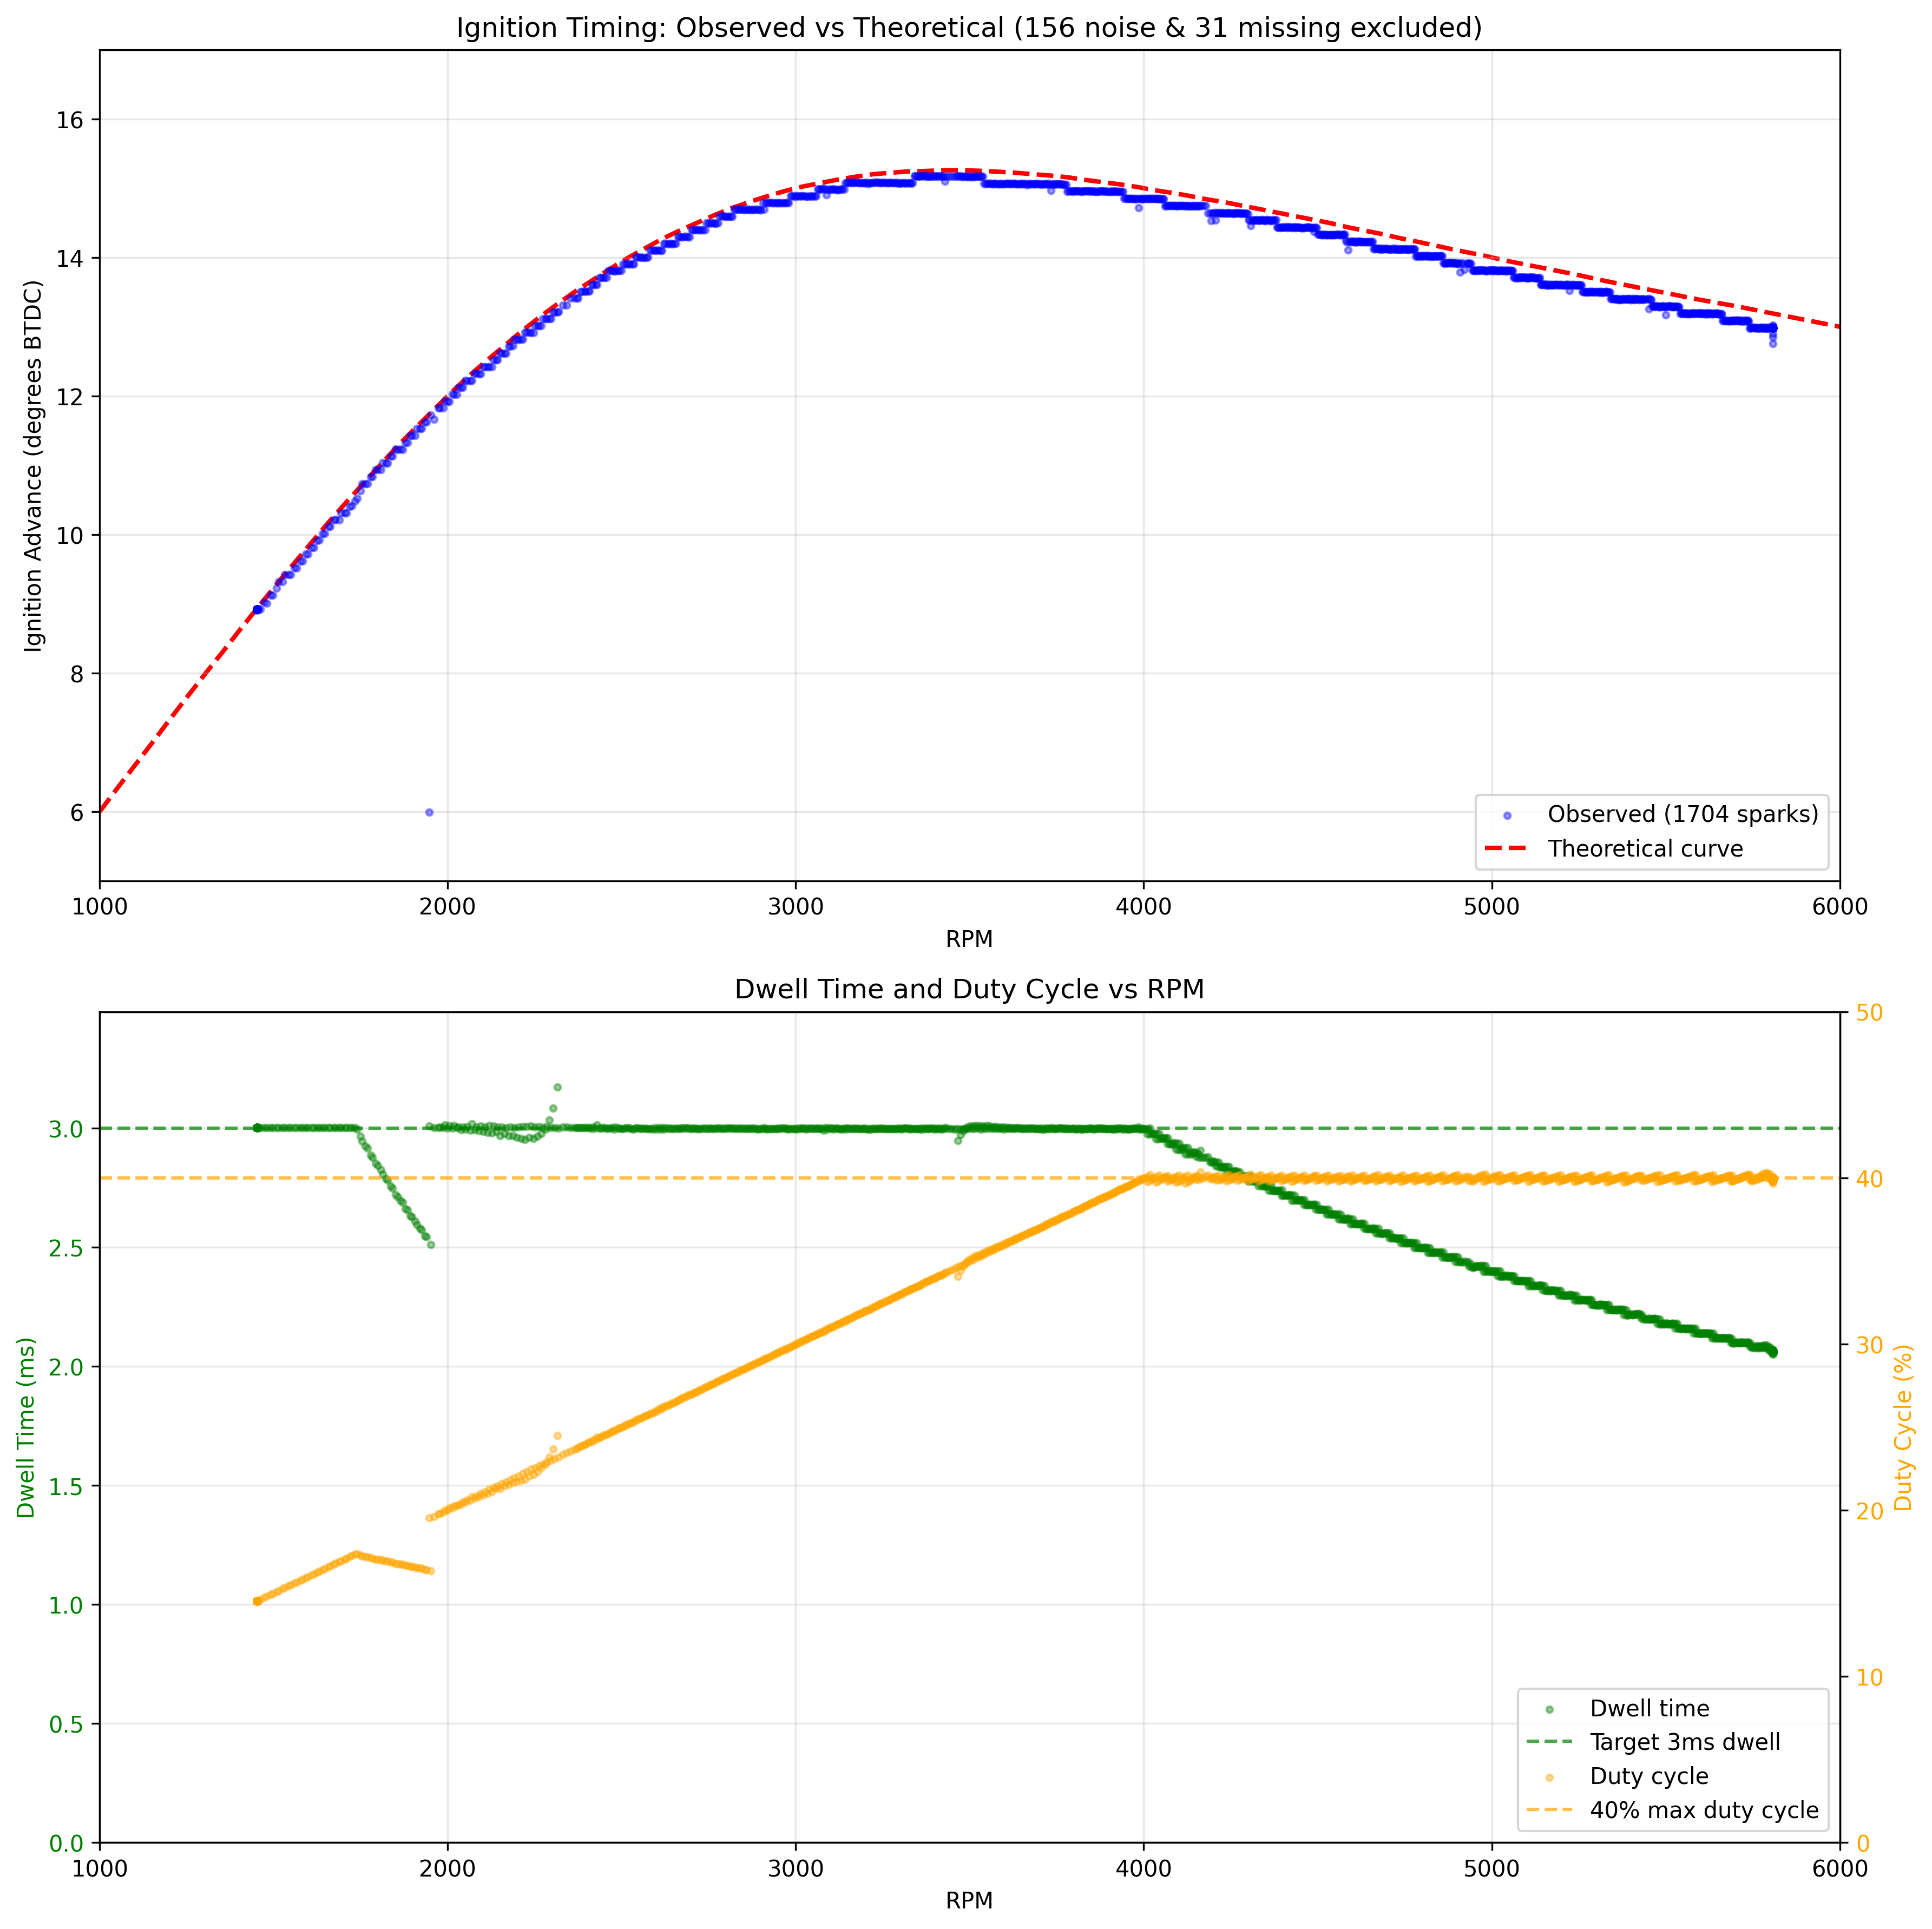 Ignition Timing: Observed vs Theoretical (156 noise & 31 missing excluded)
Ignition Advance (degrees BTDC)
16
14
12
10
8
6
Observed (1704 sparks)
Theoretical curve
1000 2000 3000 4000 5000 6000
RPM
Dwell Time and Duty Cycle vs RPM
Dwell Time (ms)
3.0
2.5
2.0
1.5
1.0
0.5
0.0
50
40
30
20
10
0
Duty Cycle (%)
Dwell time
Target 3ms dwell
Duty cycle
40% max duty cycle
1000 2000 3000 4000 5000 6000
RPM